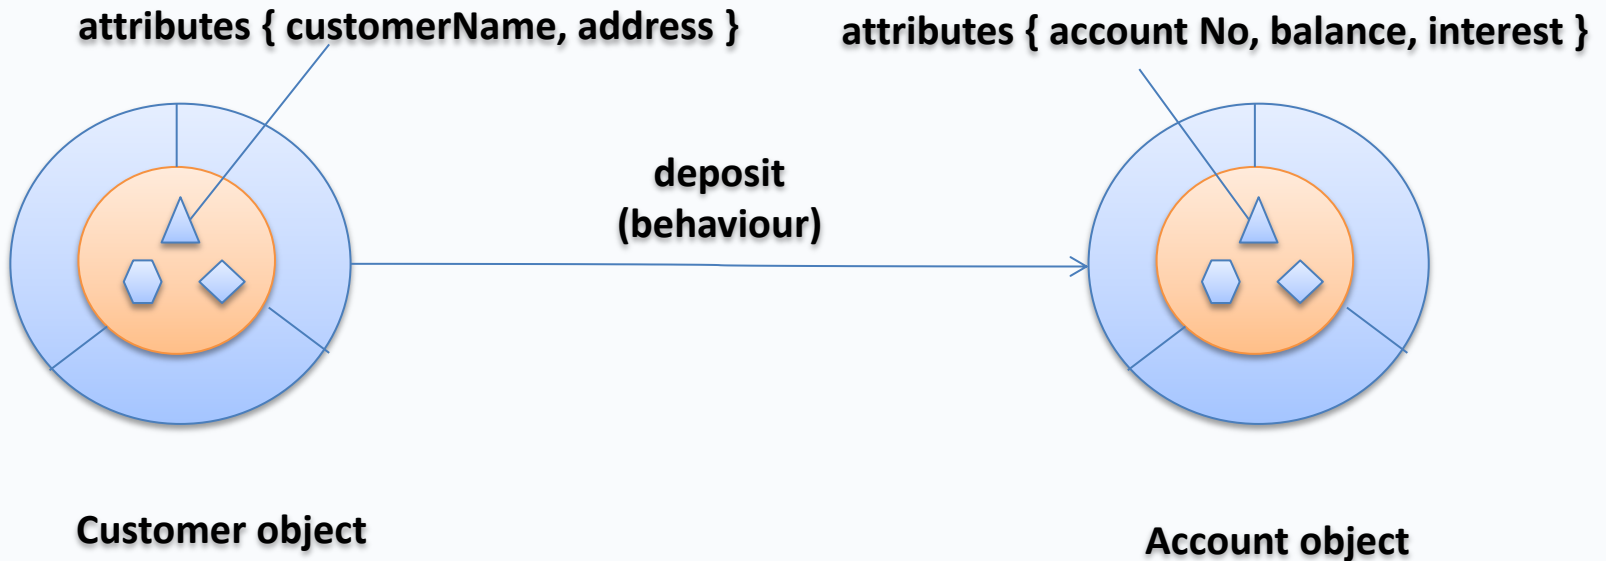 attributes { customerName, address }
attributes { account No, balance, interest }
deposit
(behaviour)
Customer object
Account object